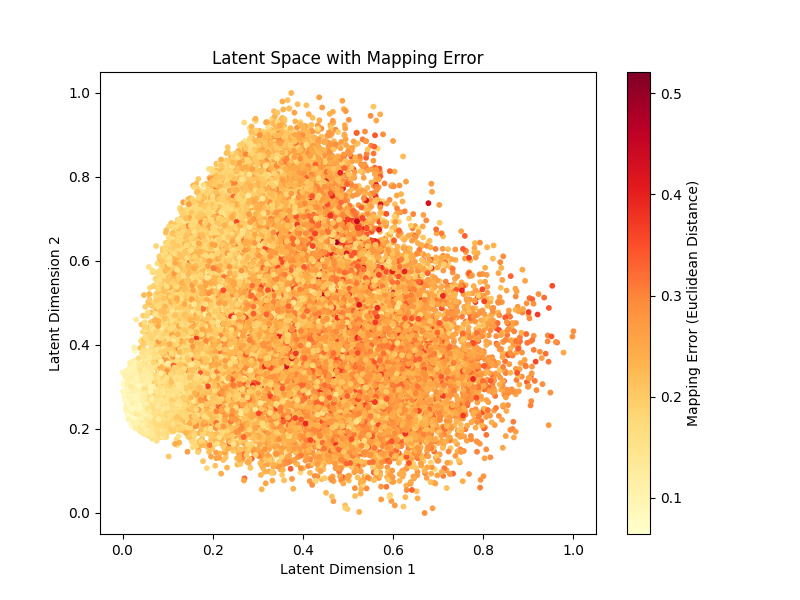 Latent Space with Mapping Error
1.0
0.8
0.6
0.4
0.2
0.0
Latent Dimension 2
0.0 0.2 0.4 0.6 0.8 1.0
Latent Dimension 1
0.5
0.4
0.3
0.2
0.1
Mapping Error (Euclidean Distance)